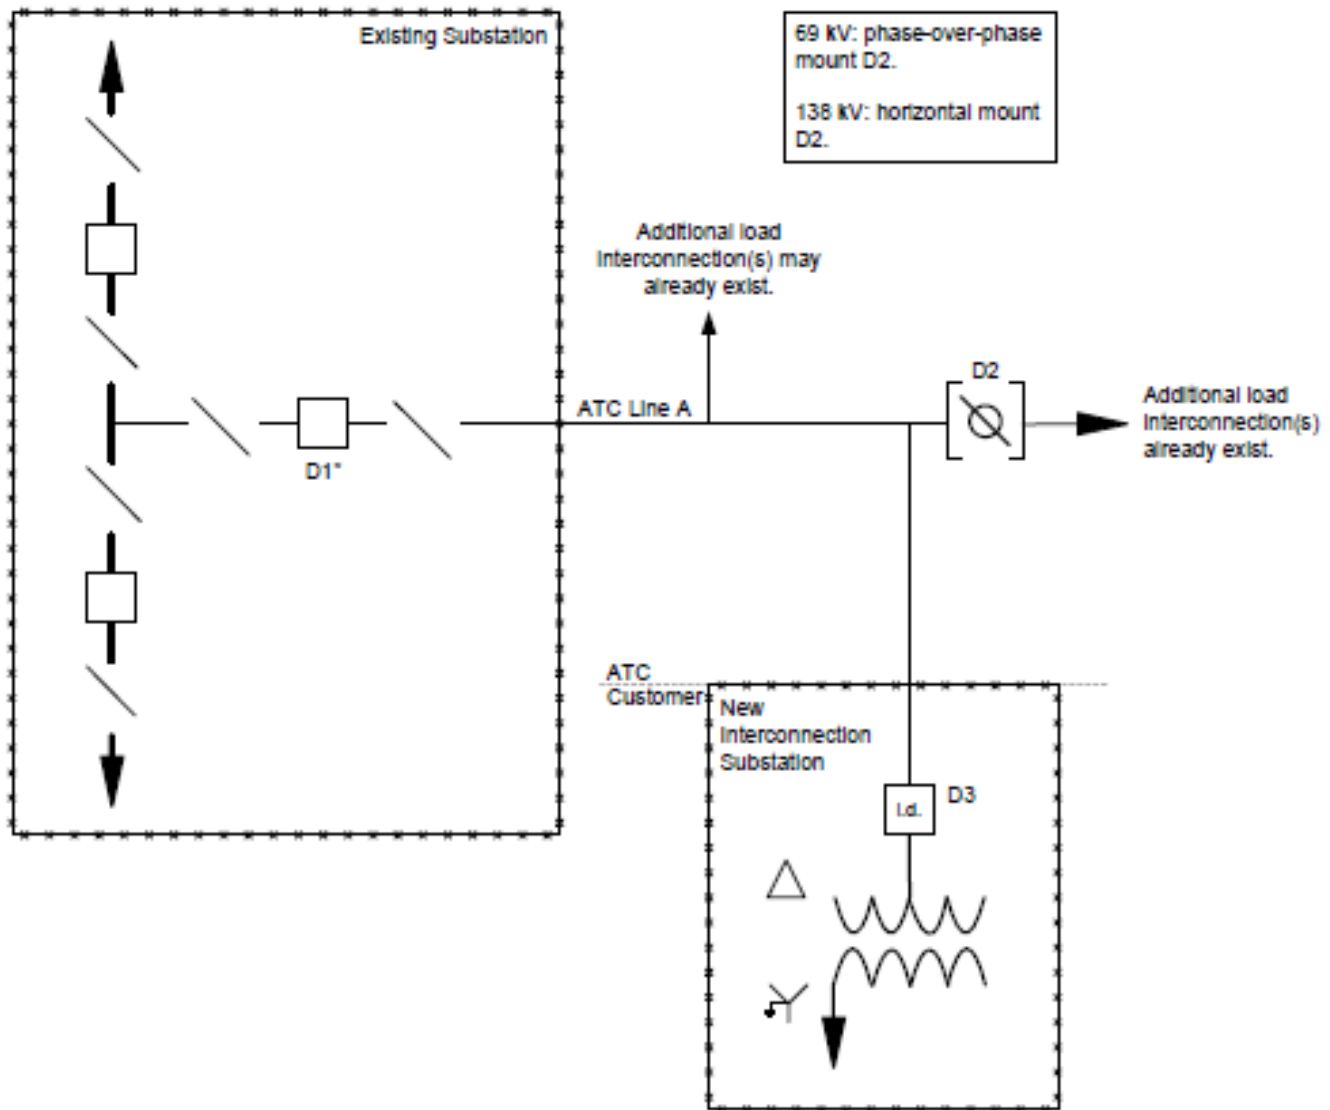 Existing Substation
69 kV: phase-over-phase
mount D2.
138 kV: horizontal mount
D2.
Additional load
Interconnection(s) may
already exist.
D2
Additional load
Interconnection(s)
already exist.
ATC Line A
D1*
ATC
Customer
New
Interconnection
Substation
D3
i.d.